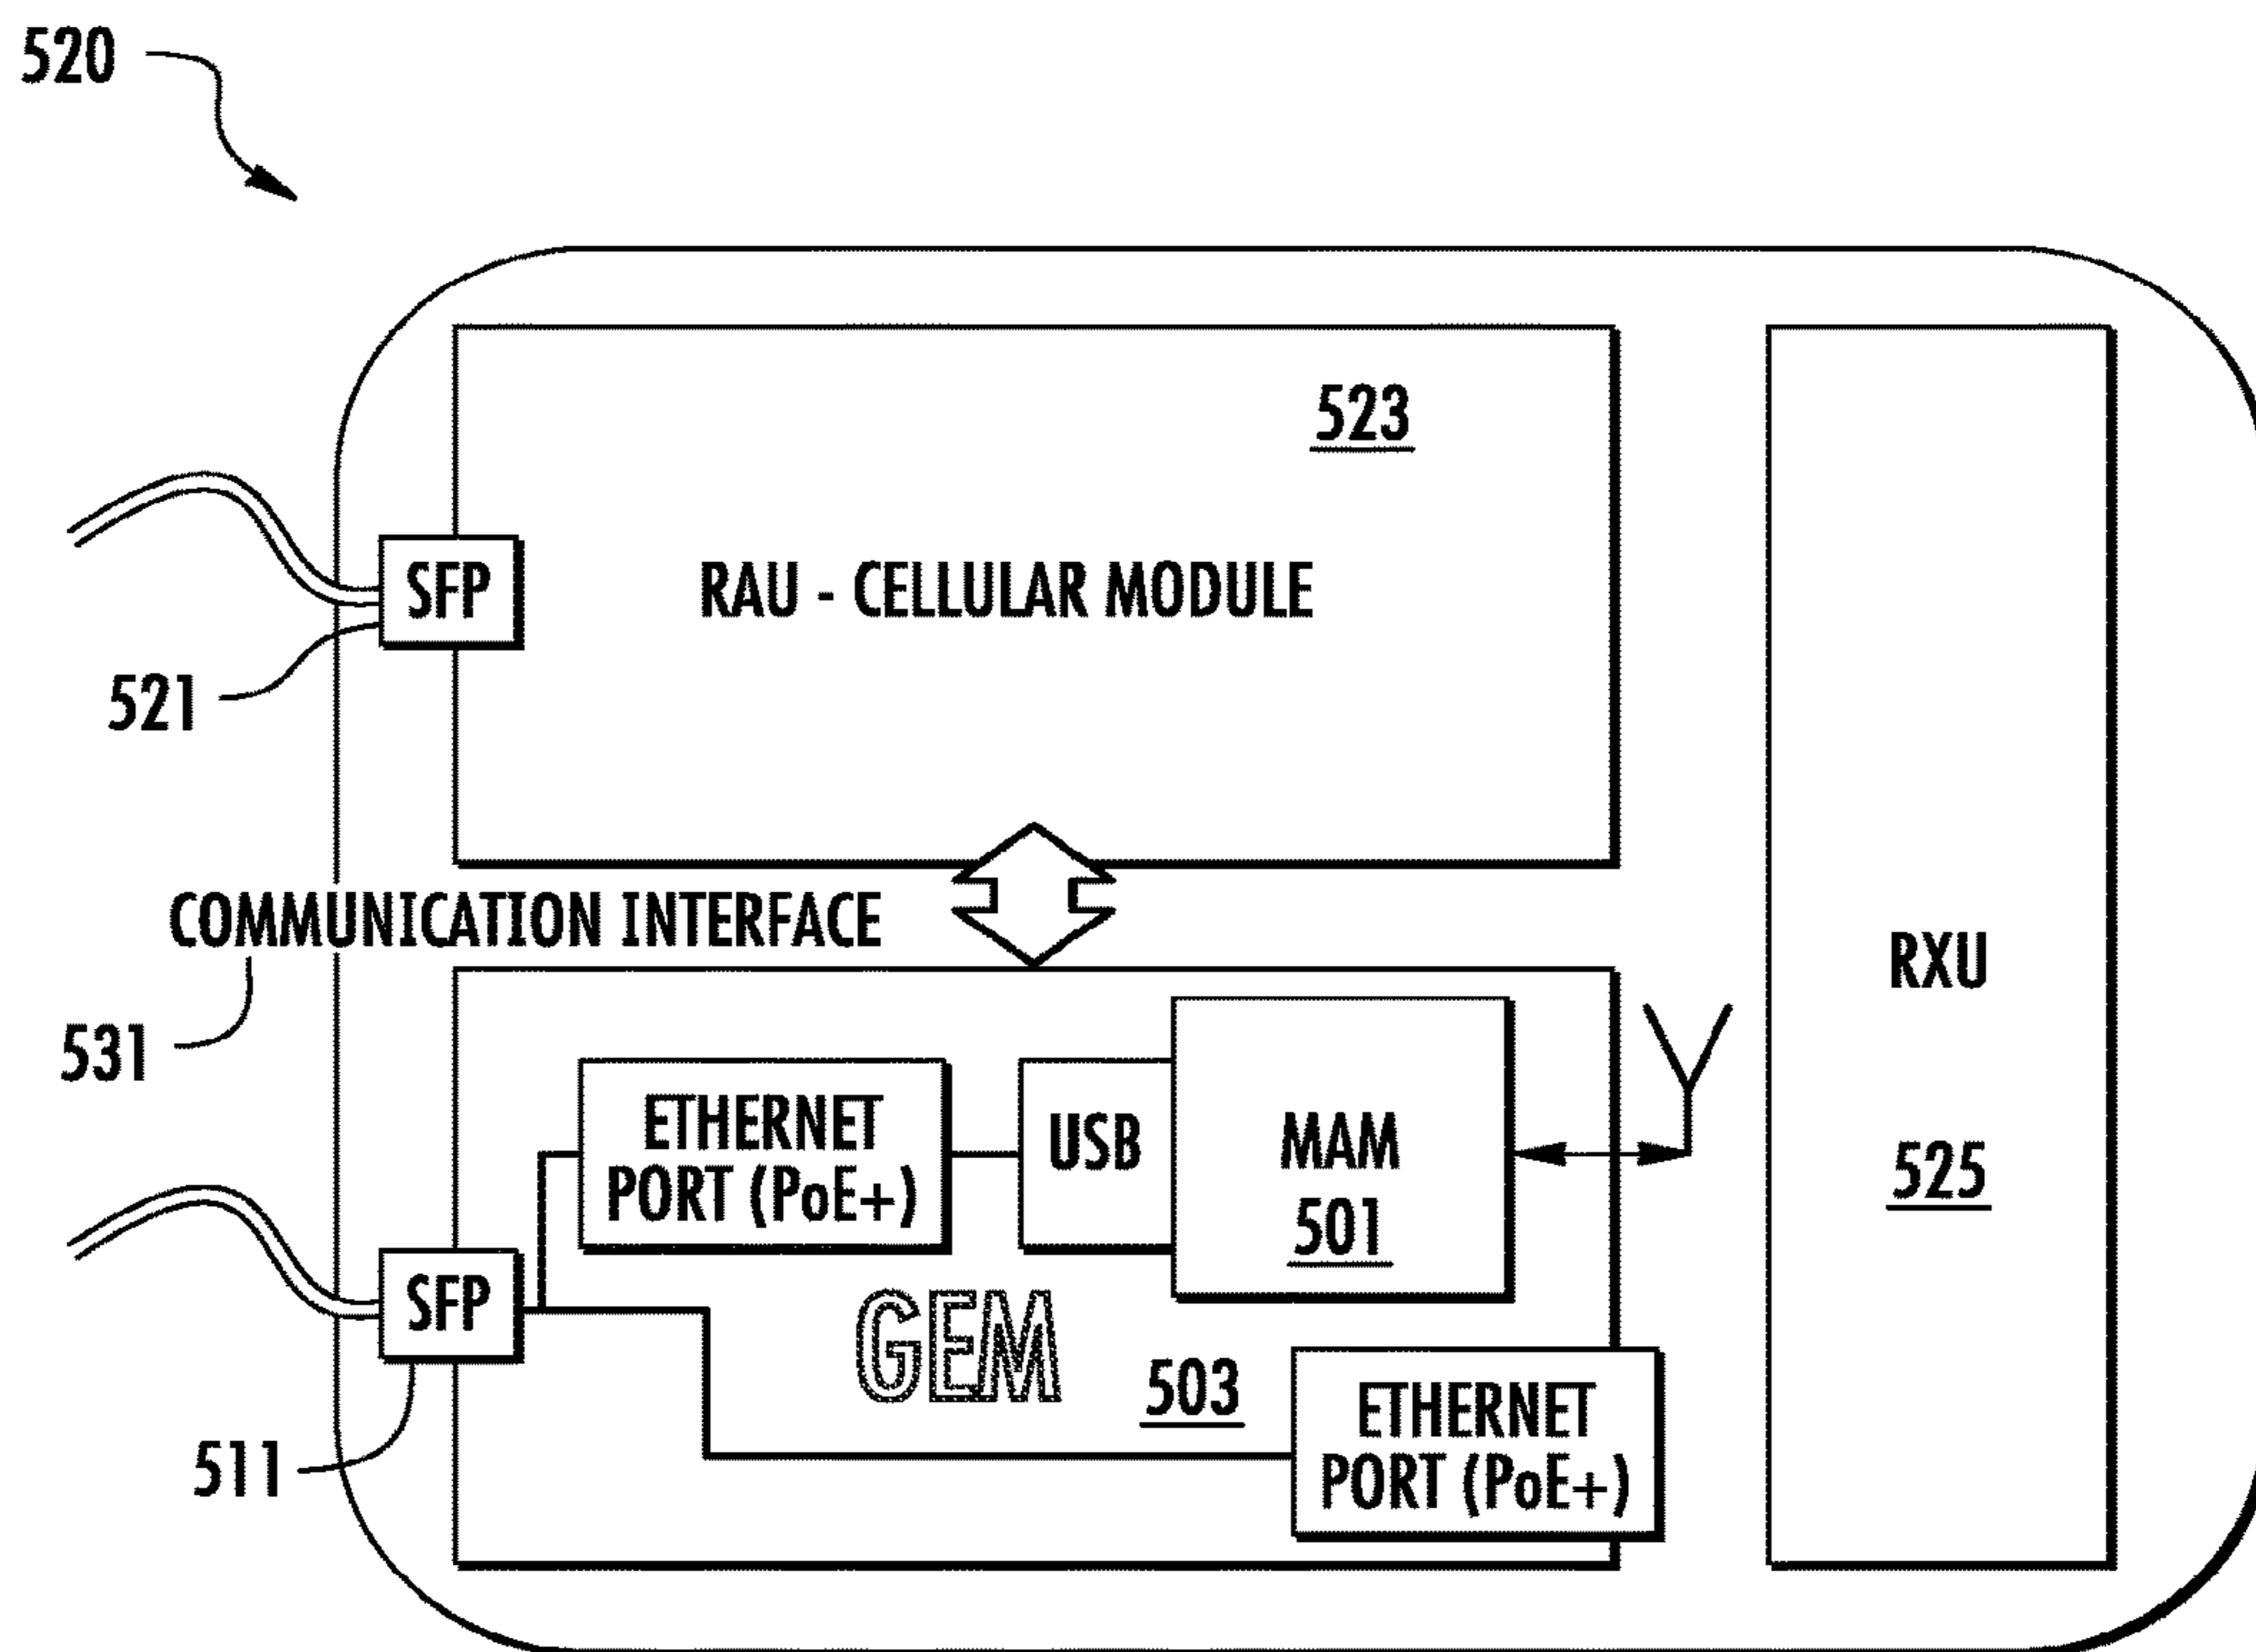 520
523
SFP
RAU - CELLULAR MODULE
521
COMMUNICATION INTERFACE
531
RXU
525
ETHERNET
PORT (PoE+)
USB
MAM
501
SFP
GEM
503
ETHERNET
PORT (PoE+)
511